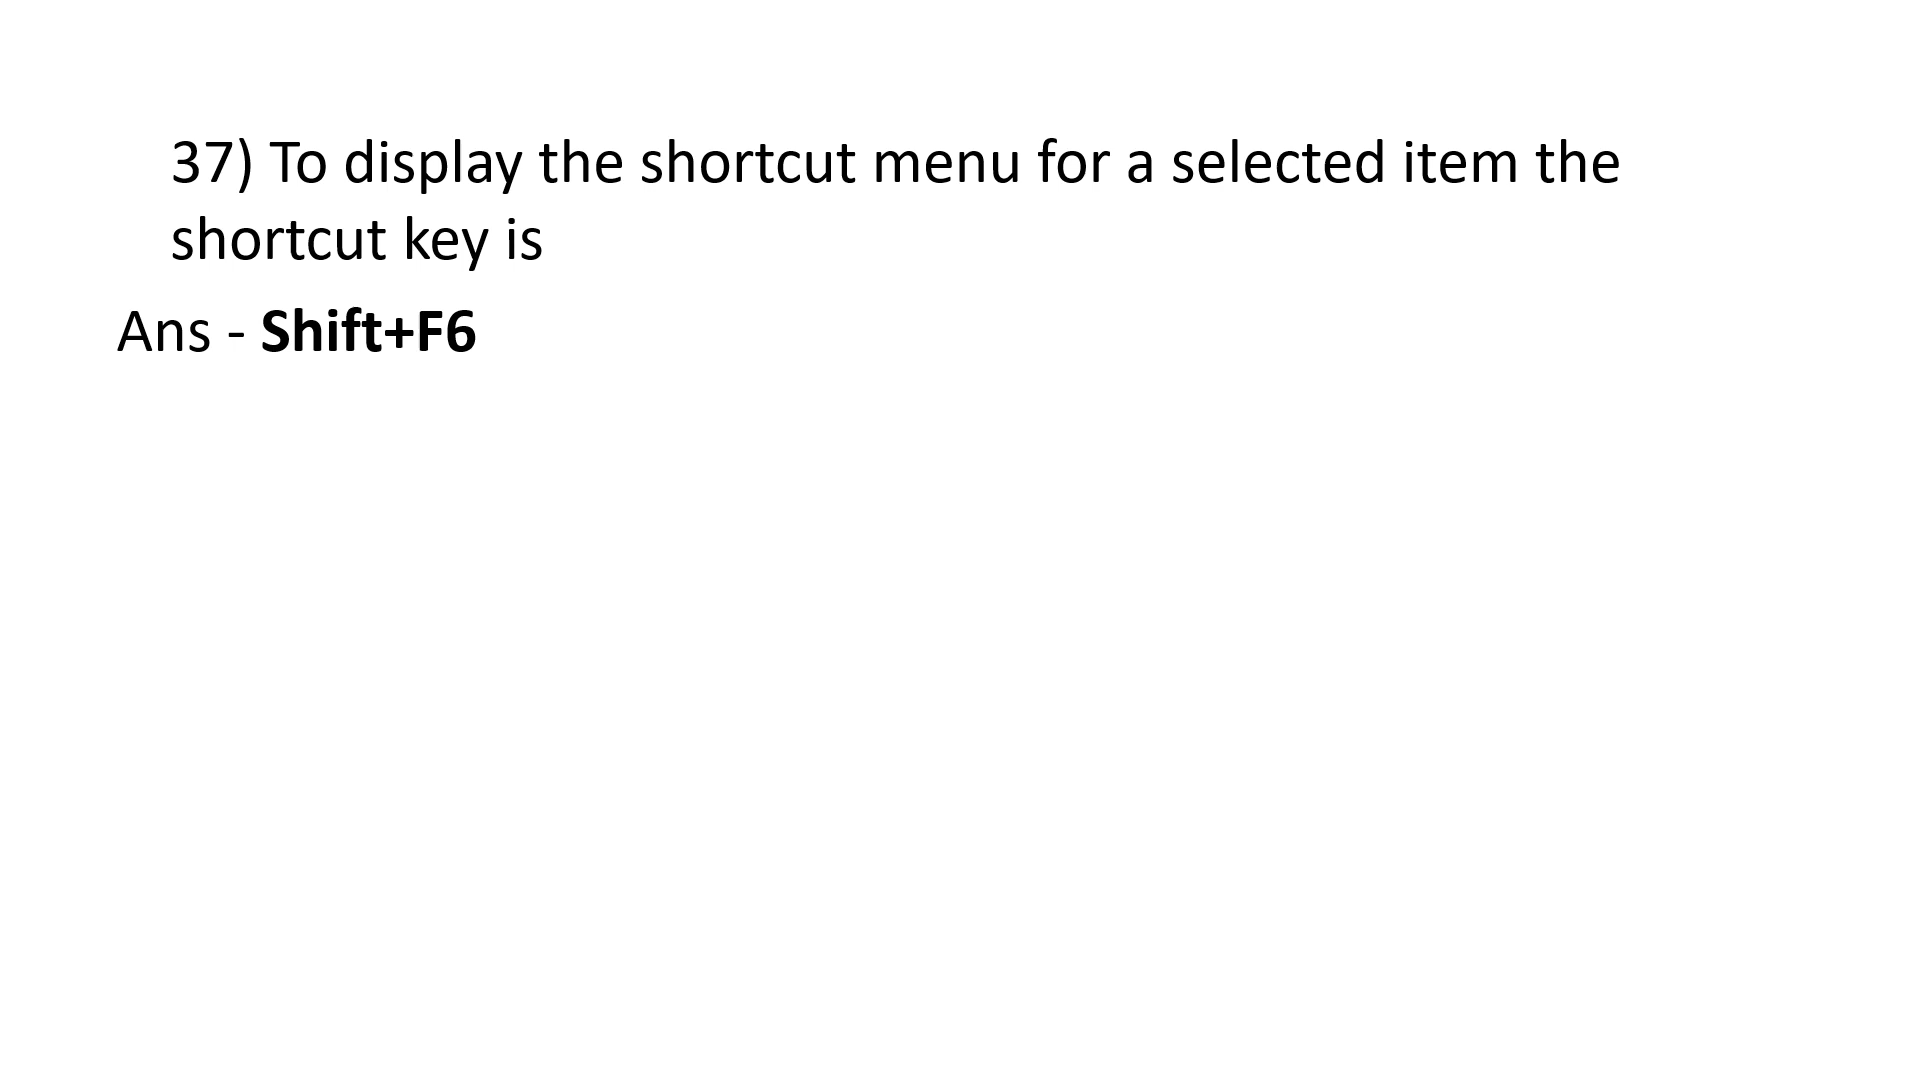 37) To display the shortcut menu for a selected item the
shortcut key is
Ans - Shift+F6